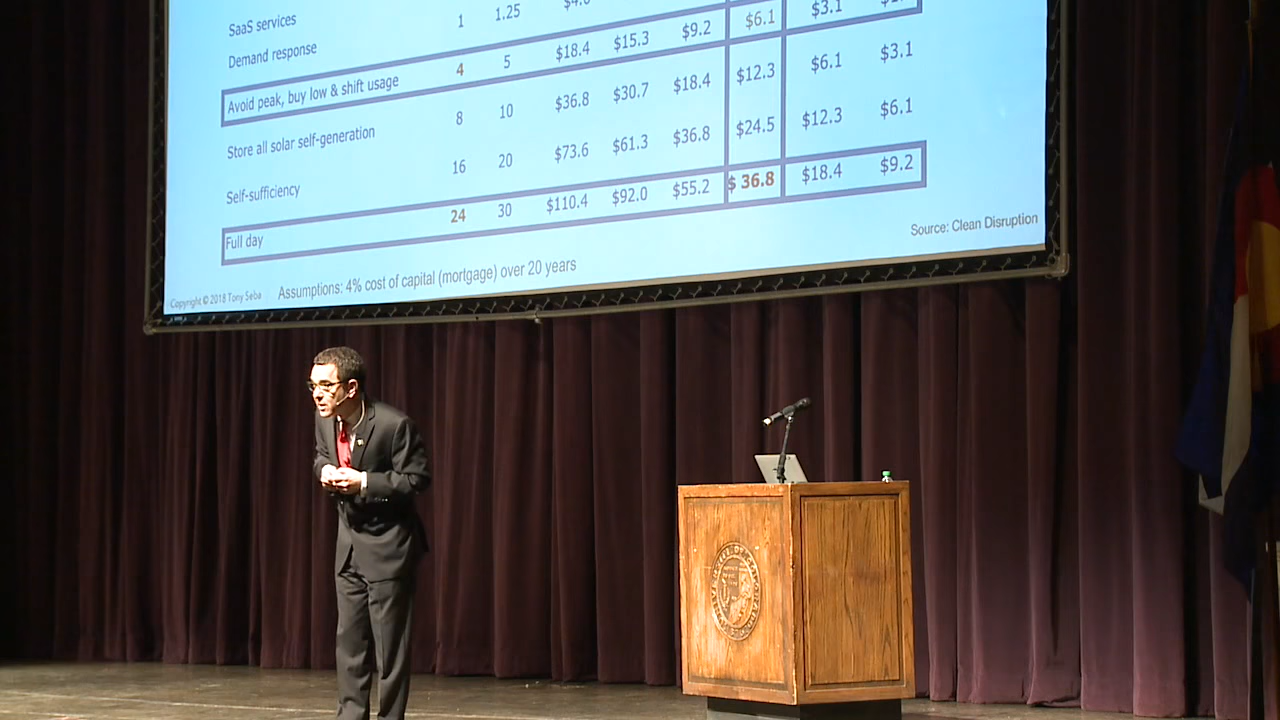 SaaS services 1 1.25 $3.1
Demand response
4 5 $18.4 $15.3 $9.2 $6.1
Avoid peak, buy low & shift usage
8 10 $36.8 $30.7 $18.4 $12.3 $6.1 $3.1
Store all solar self-generation
16 20 $73.6 $61.3 $36.8 $24.5 $12.3 $6.1
Self-sufficiency
24 30 $110.4 $92.0 $55.2 $ 36.8 $18.4 $9.2
Full day
Source: Clean Disruption
Assumptions: 4% cost of capital (mortgage) over 20 years
Copyright © 2018 Tony Seba